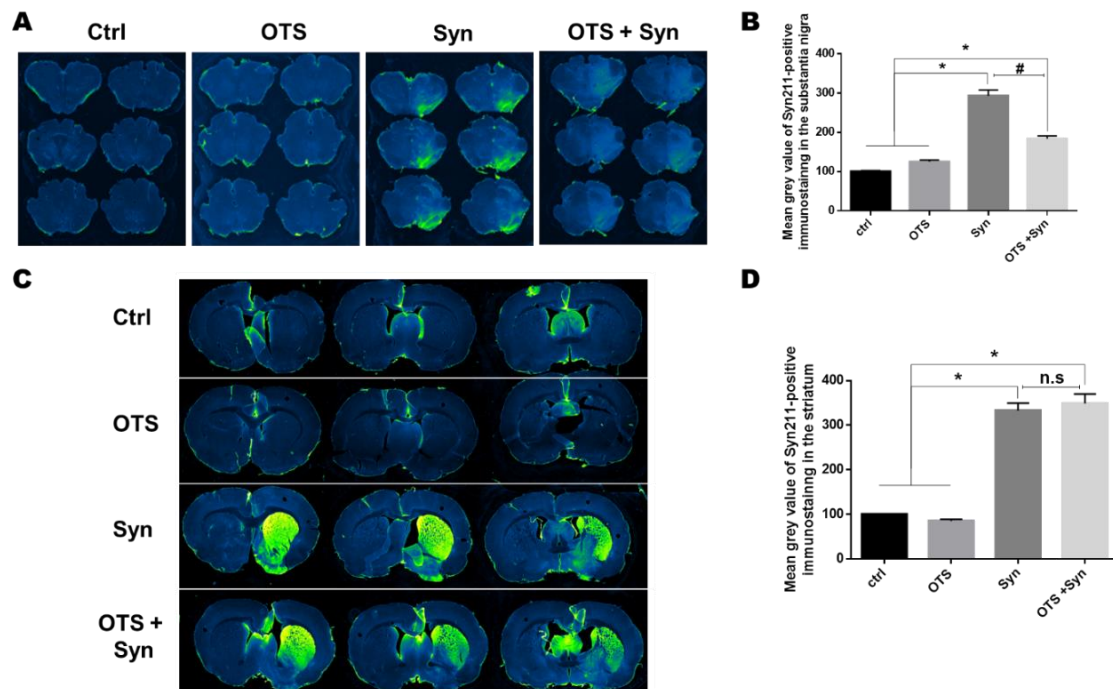 A
Ctrl
OTS
Syn
OTS + Syn
B
Mean grey value of Syn211-positive
immunostainng in the substantia nigra
400
300
200
100
0
*
*
#
ctrl
OTS
Syn
OTS +Syn
C
Ctrl
OTS
Syn
OTS +
Syn
D
Mean grey value of Syn211-positive
immunostainng in the striatum
400
300
200
100
0
*
*
n.s
ctrl
OTS
Syn
OTS +Syn